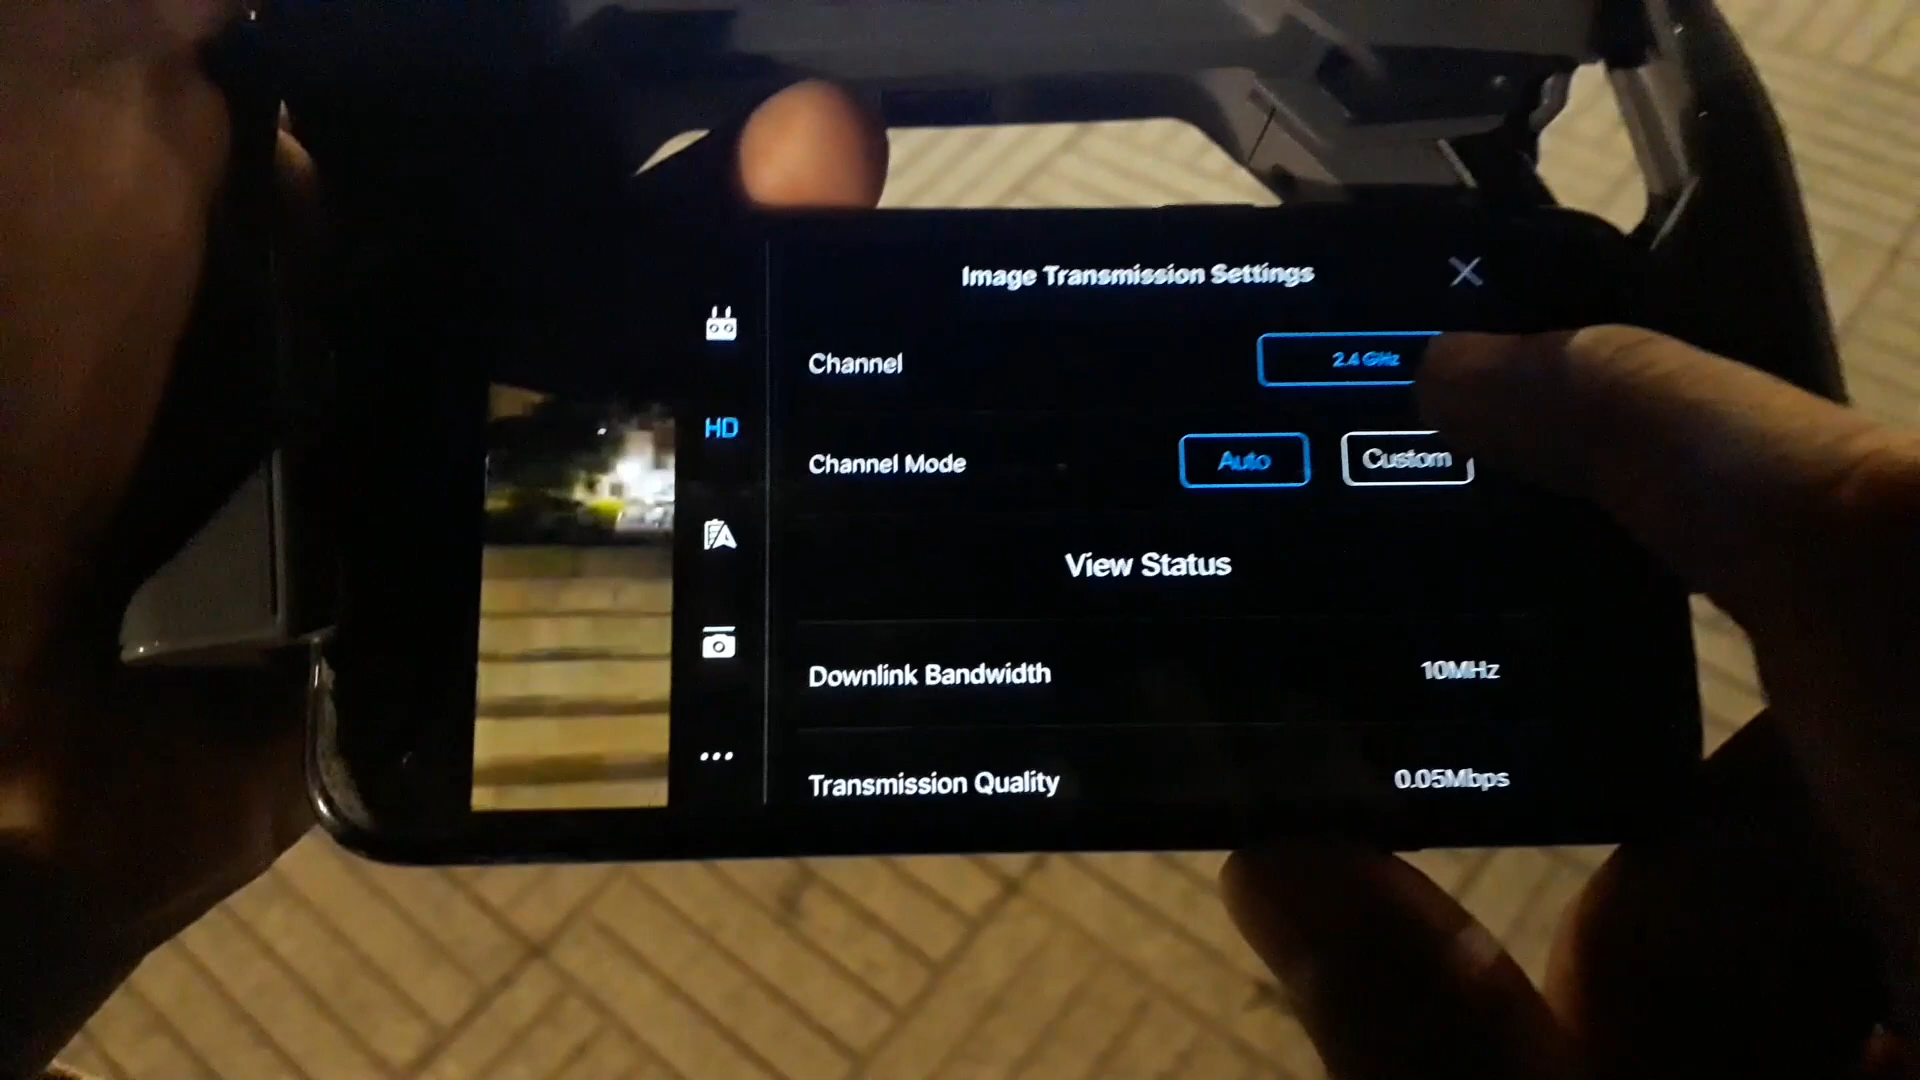 Image Transmission Settings
Channel 2.4 GHz
HD
Channel Mode Auto Custom
View Status
Downlink Bandwidth 10MHz
Transmission Quality 0.05Mbps